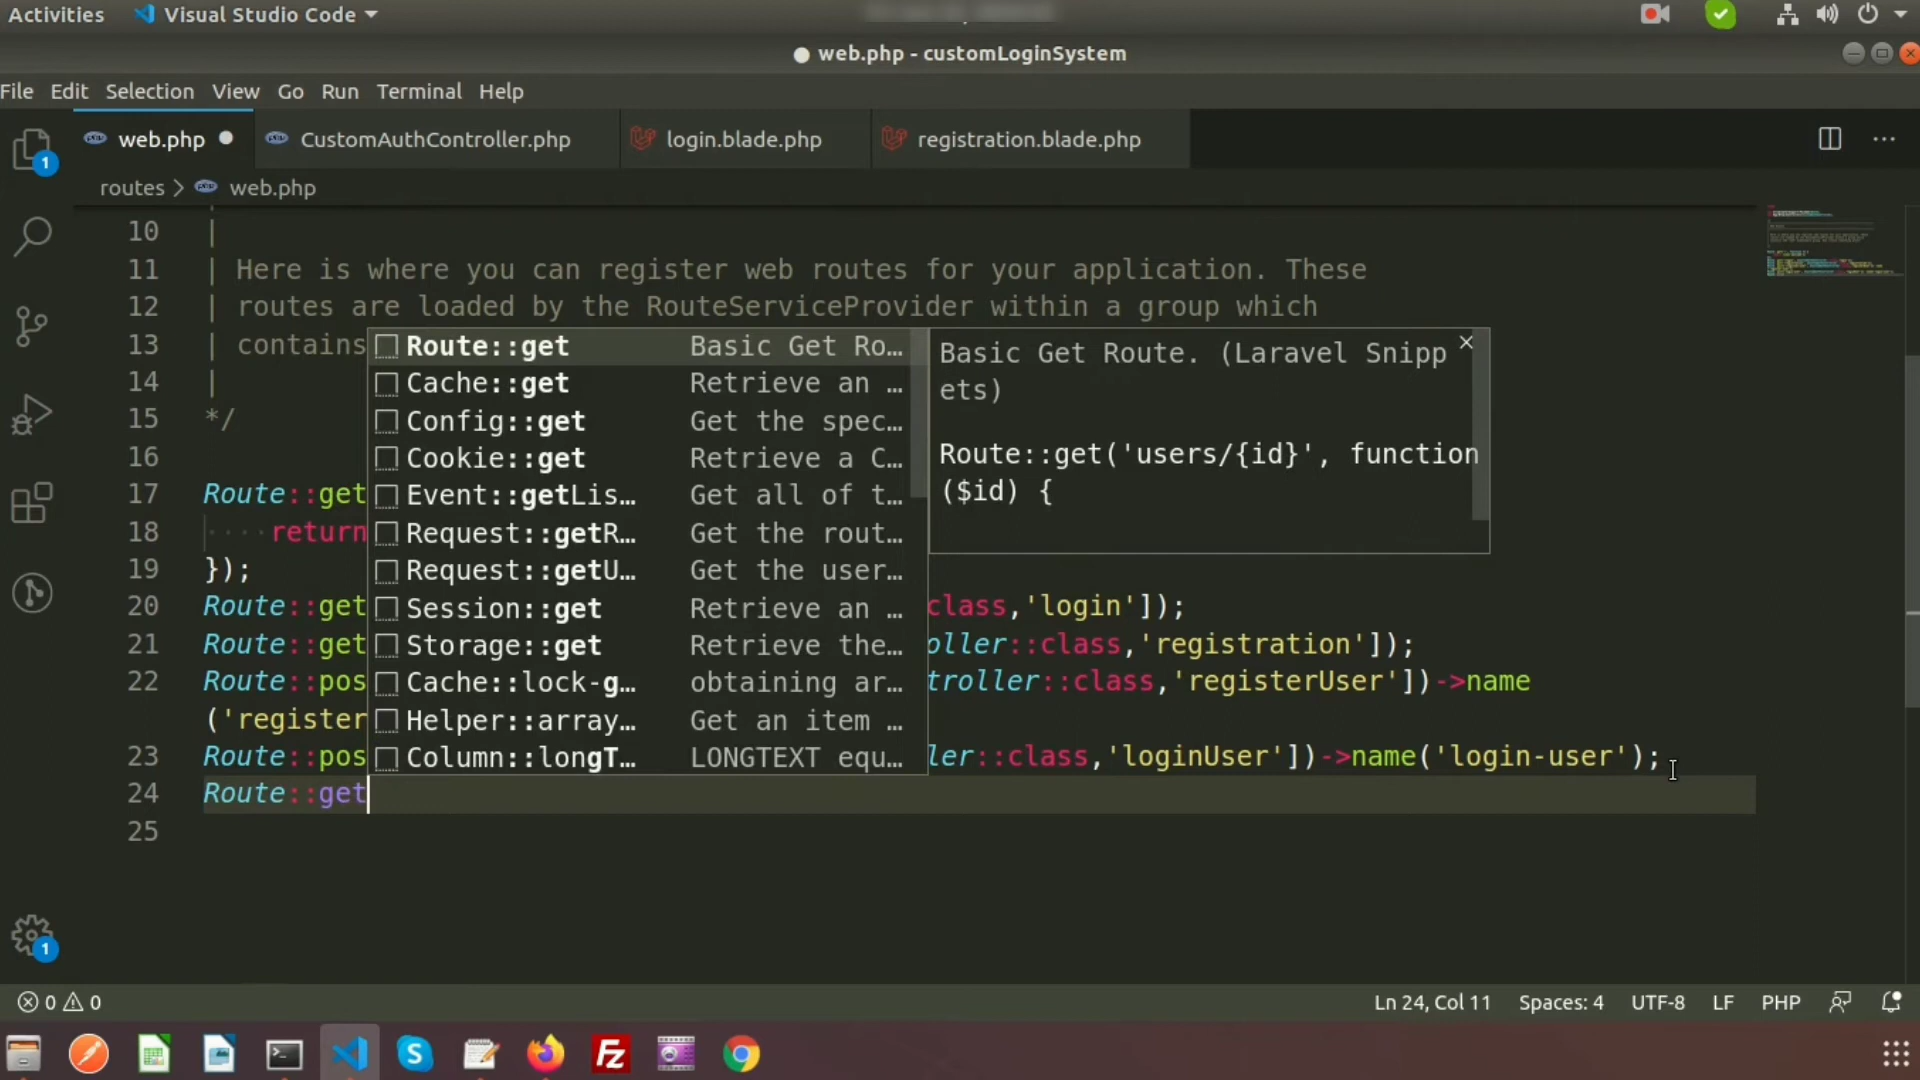 Activities Visual Studio Code
web.php - customLoginSystem
File Edit Selection View Go Run Terminal Help
1 web.php CustomAuthController.php login.blade.php registration.blade.php
routes > web.php
10 |
11 | Here is where you can register web routes for your application. These
12 | routes are loaded by the RouteServiceProvider within a group which
13 | contains
14 |
15 */
16
17 Route::get
18 return
19 });
20 Route::get class,'login']);
21 Route::get oller::class,'registration']);
22 Route::pos troller::class,'registerUser'])->name
('register
23 Route::pos ler::class,'loginUser'])->name('login-user');
24 Route::get
25
Route::get Basic Get Ro…
Cache::get Retrieve an …
Config::get Get the spec…
Cookie::get Retrieve a C…
Event::getLis… Get all of t…
Request::getR… Get the rout…
Request::getU… Get the user…
Session::get Retrieve an …
Storage::get Retrieve the…
Cache::lock-g… obtaining ar…
Helper::array… Get an item …
Column::longT… LONGTEXT equ…
Basic Get Route. (Laravel Snipp
ets)
Route::get('users/{id}', function
($id) {
1
0 0 Ln 24, Col 11 Spaces: 4 UTF-8 LF PHP